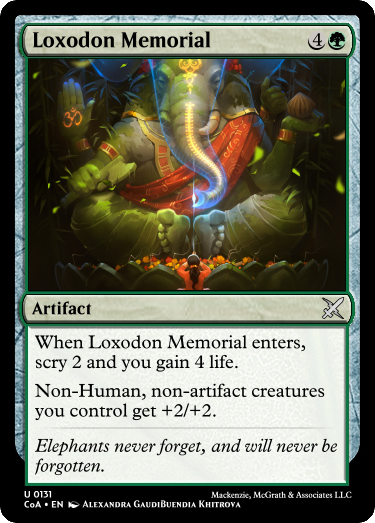 Loxodon Memorial 4
ॐ
Artifact
When Loxodon Memorial enters,
scry 2 and you gain 4 life.
Non-Human, non-artifact creatures
you control get +2/+2.
Elephants never forget, and will never be
forgotten.
U 0131
Mackenzie, McGrath & Associates LLC
CoA • EN Alexandra GaudiBuendia Khitrova